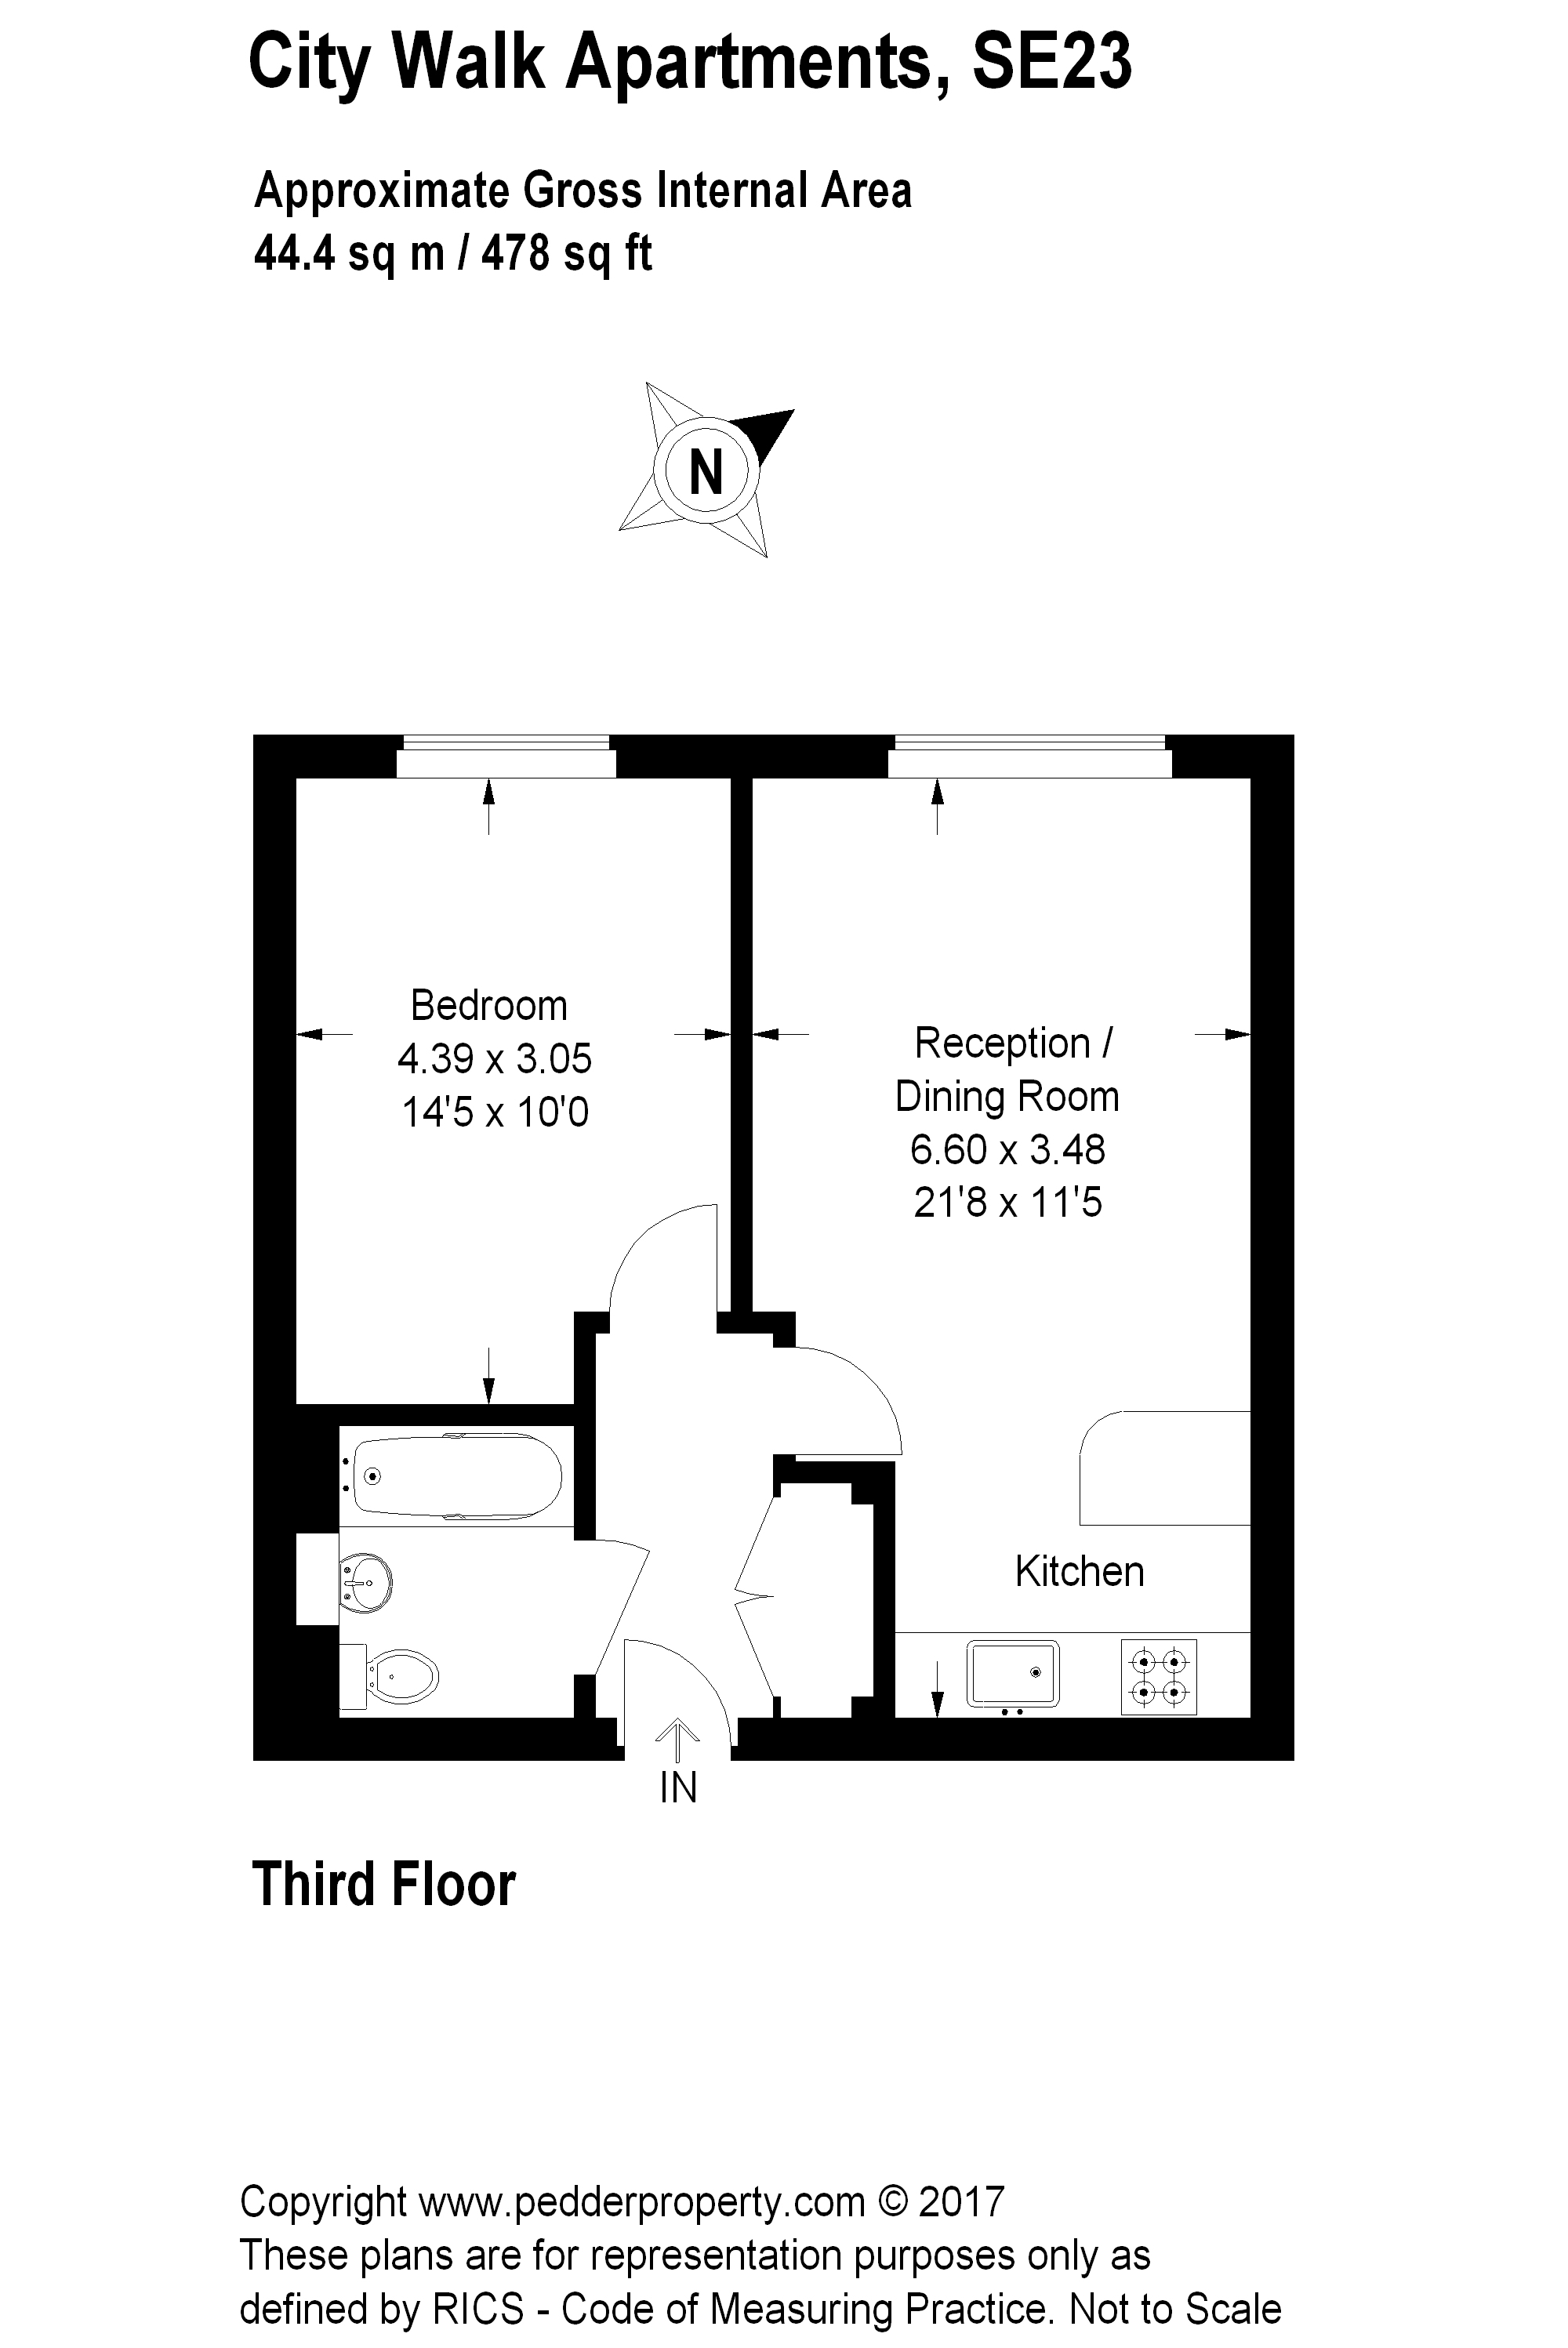 City Walk Apartments, SE23
Approximate Gross Internal Area
44.4 sq m / 478 sq ft
N
Bedroom
4.39 x 3.05
14'5 x 10'0
Reception /
Dining Room
6.60 x 3.48
21'8 x 11'5
Kitchen
IN
Third Floor
Copyright www.pedderproperty.com © 2017
These plans are for representation purposes only as
defined by RICS - Code of Measuring Practice. Not to Scale